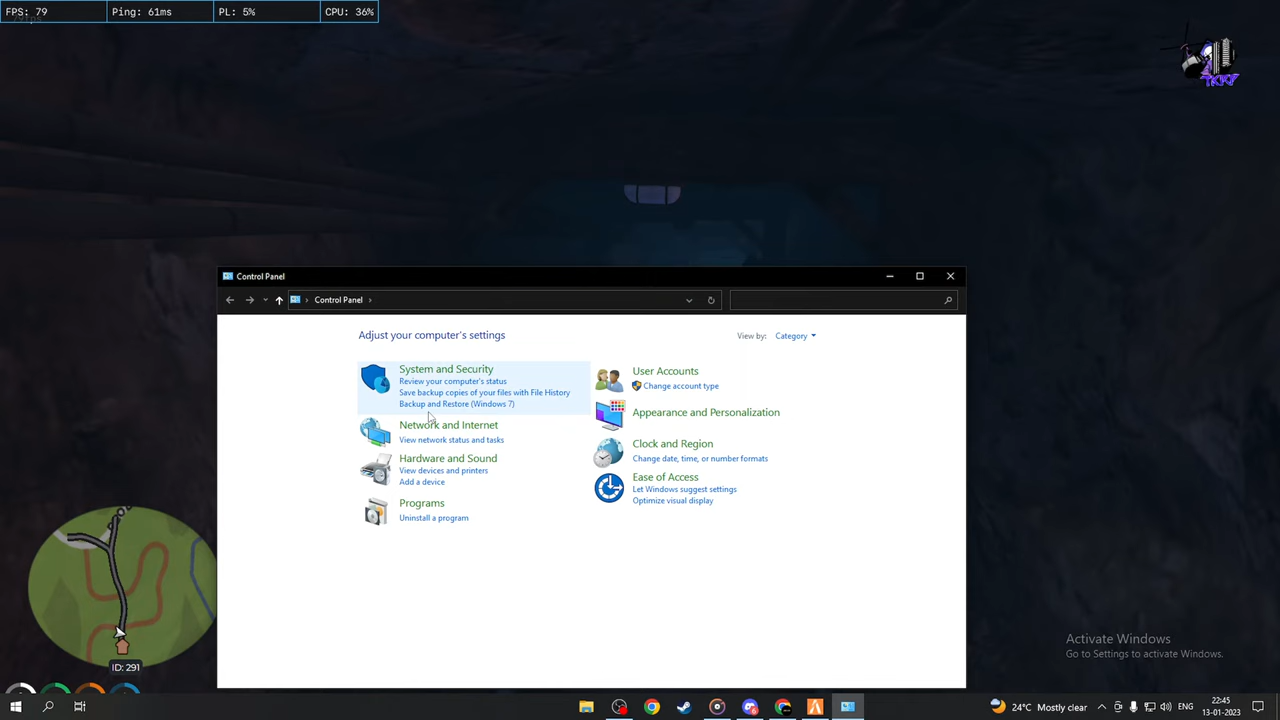 FPS: 79
Ping: 61ms
PL: 5%
CPU: 36%
79fps
TKRP
Control Panel
Control Panel
Adjust your computer's settings
View by:
Category
System and Security
Review your computer's status
Save backup copies of your files with File History
Backup and Restore (Windows 7)
Network and Internet
View network status and tasks
Hardware and Sound
View devices and printers
Add a device
Programs
Uninstall a program
User Accounts
Change account type
Appearance and Personalization
Clock and Region
Change date, time, or number formats
Ease of Access
Let Windows suggest settings
Optimize visual display
ID: 291
Activate Windows
Go to Settings to activate Windows.
24°C Mostly clear
ENG
22:45
13-01-2023